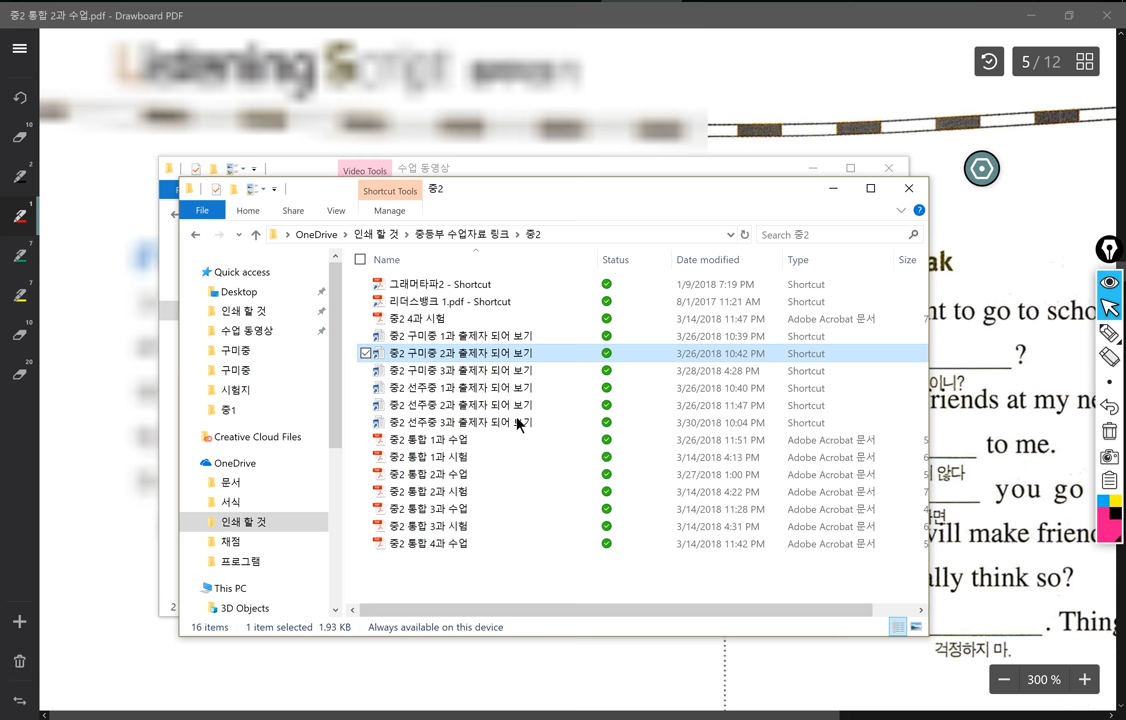 중2 통합 2과 수업.pdf - Drawboard PDF
Listening Script
5 / 12
10
2
1
7
7
10
20
Video Tools 수업 동영상
Shortcut Tools 중2
File Home Share View Manage
OneDrive > 인쇄 할 것 > 중등부 수업자료 링크 > 중2
Search 중2
Quick access
Desktop
인쇄 할 것
수업 동영상
구미중
구미중
시험지
중1
Creative Cloud Files
OneDrive
문서
서식
인쇄 할 것
채점
프로그램
This PC
3D Objects
Name Status Date modified Type Size
그래머타파2 - Shortcut 1/9/2018 7:19 PM Shortcut
리더스뱅크 1.pdf - Shortcut 8/1/2017 11:21 AM Shortcut
중2 4과 시험 3/14/2018 11:47 PM Adobe Acrobat 문서
중2 구미중 1과 출제자 되어 보기 3/26/2018 10:39 PM Shortcut
중2 구미중 2과 출제자 되어 보기 3/26/2018 10:42 PM Shortcut
중2 구미중 3과 출제자 되어 보기 3/28/2018 4:28 PM Shortcut
중2 선주중 1과 출제자 되어 보기 3/26/2018 10:40 PM Shortcut
중2 선주중 2과 출제자 되어 보기 3/26/2018 11:47 PM Shortcut
중2 선주중 3과 출제자 되어 보기 3/30/2018 10:04 PM Shortcut
중2 통합 1과 수업 3/26/2018 11:51 PM Adobe Acrobat 문서
중2 통합 1과 시험 3/14/2018 4:13 PM Adobe Acrobat 문서
중2 통합 2과 수업 3/27/2018 1:00 PM Adobe Acrobat 문서
중2 통합 2과 시험 3/14/2018 4:22 PM Adobe Acrobat 문서
중2 통합 3과 수업 3/14/2018 11:28 PM Adobe Acrobat 문서
중2 통합 3과 시험 3/14/2018 4:31 PM Adobe Acrobat 문서
중2 통합 4과 수업 3/14/2018 11:42 PM Adobe Acrobat 문서
2
16 items 1 item selected 1.93 KB Always available on this device
ak
nt to go to scho
?
이니?
riends at my ne
to me.
지 않다
you go
라면
will make friend
ally think so?
. Thing
걱정하지 마.
300 %